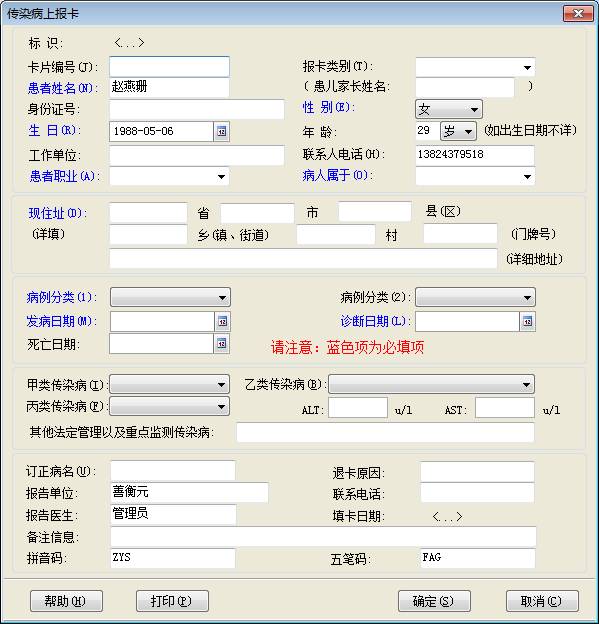 传染病上报卡
标 识: <...>
卡片编号(J): 报卡类别(T):
患者姓名(N): 赵燕珊 ( 患儿家长姓名: )
身份证号: 性 别(E): 女
生 日(R): 1988-05-06 年 龄: 29 岁 (如出生日期不详)
工作单位: 联系人电话(H): 13824379518
患者职业(A): 病人属于(O):
现住址(D): 省 市 县(区)
(详填) 乡(镇、街道) 村 (门牌号)
(详细地址)
病例分类(1): 病例分类(2):
发病日期(M): 诊断日期(L):
死亡日期: 请注意: 蓝色项为必填项
甲类传染病(I): 乙类传染病(B):
丙类传染病(F): ALT: u/l AST: u/l
其他法定管理以及重点监测传染病:
订正病名(U): 退卡原因:
报告单位: 善衡元 联系电话:
报告医生: 管理员 填卡日期: <...>
备注信息:
拼音码: ZYS 五笔码: FAG
帮助(H) 打印(P) 确定(S) 取消(C)